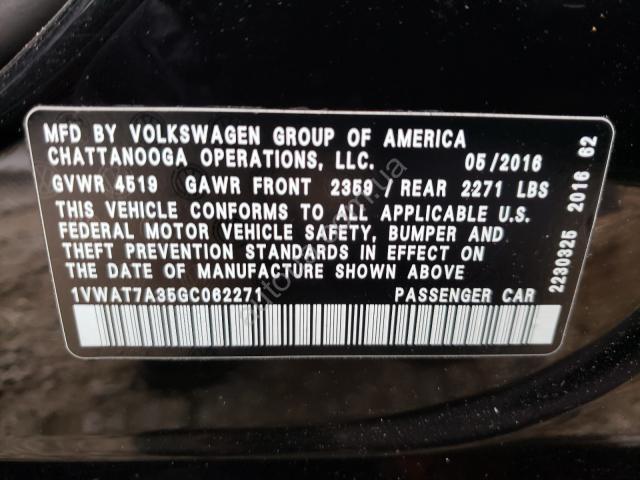 MFD BY VOLKSWAGEN GROUP OF AMERICA
CHATTANOOGA OPERATIONS, LLC. 05/2016
GVWR 4519 GAWR FRONT 2359 / REAR 2271 LBS
THIS VEHICLE CONFORMS TO ALL APPLICABLE U.S.
FEDERAL MOTOR VEHICLE SAFETY, BUMPER AND
THEFT PREVENTION STANDARDS IN EFFECT ON
THE DATE OF MANUFACTURE SHOWN ABOVE
1VWAT7A35GC062271 PASSENGER CAR
2230325 2016 62